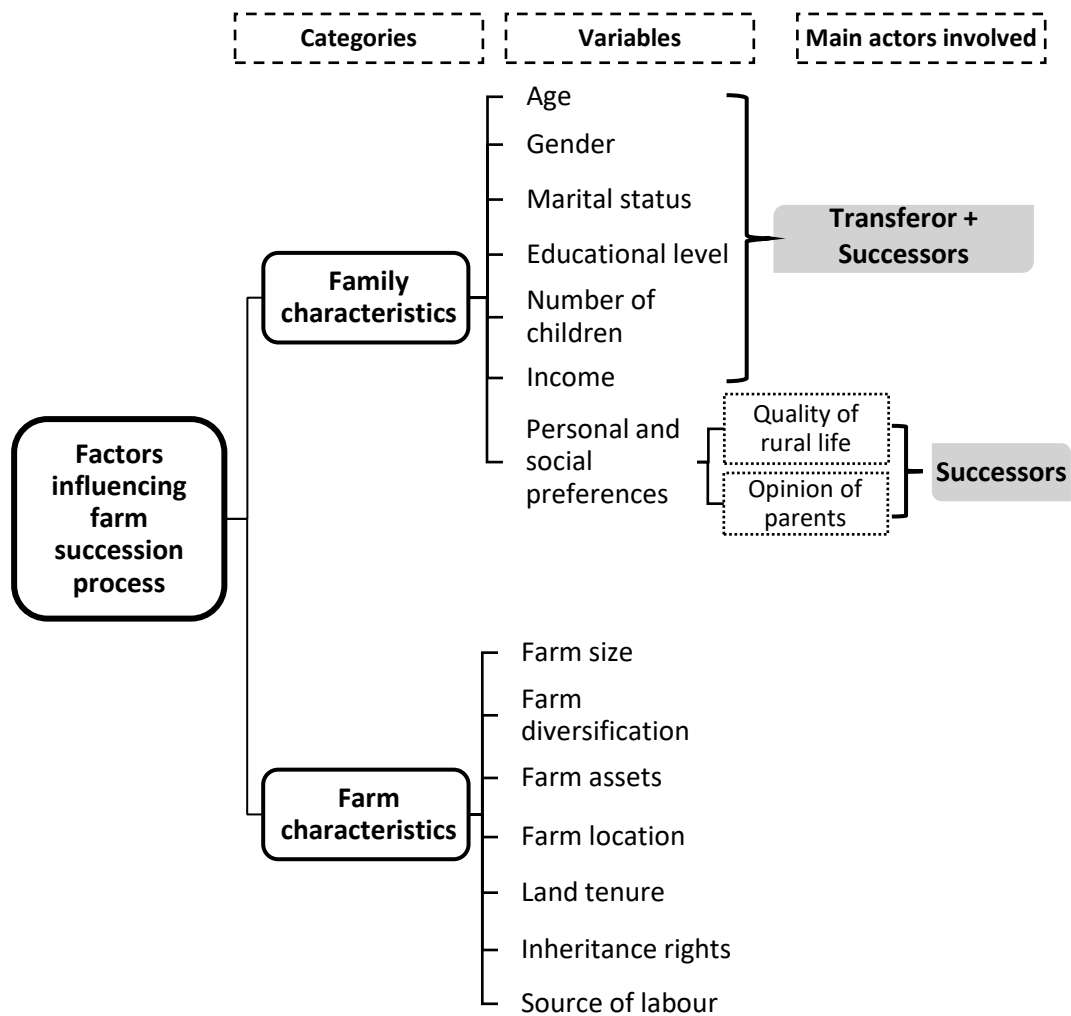 Categories
Variables
Main actors involved
Age
Gender
Marital status
Educational level
Number of
children
Income
Personal and
social
preferences
Family
characteristics
Transferor +
Successors
Quality of
rural life
Opinion of
parents
Successors
Factors
influencing
farm
succession
process
Farm size
Farm
diversification
Farm assets
Farm location
Land tenure
Inheritance rights
Source of labour
Farm
characteristics